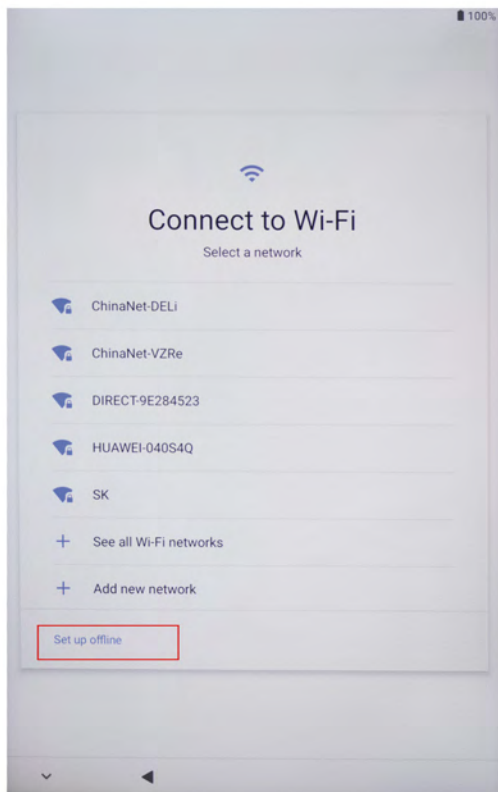 100%
Connect to Wi-Fi
Select a network
ChinaNet-DELi
ChinaNet-VZRe
DIRECT-9E284523
HUAWEI-040S4Q
SK
See all Wi-Fi networks
Add new network
Set up offline